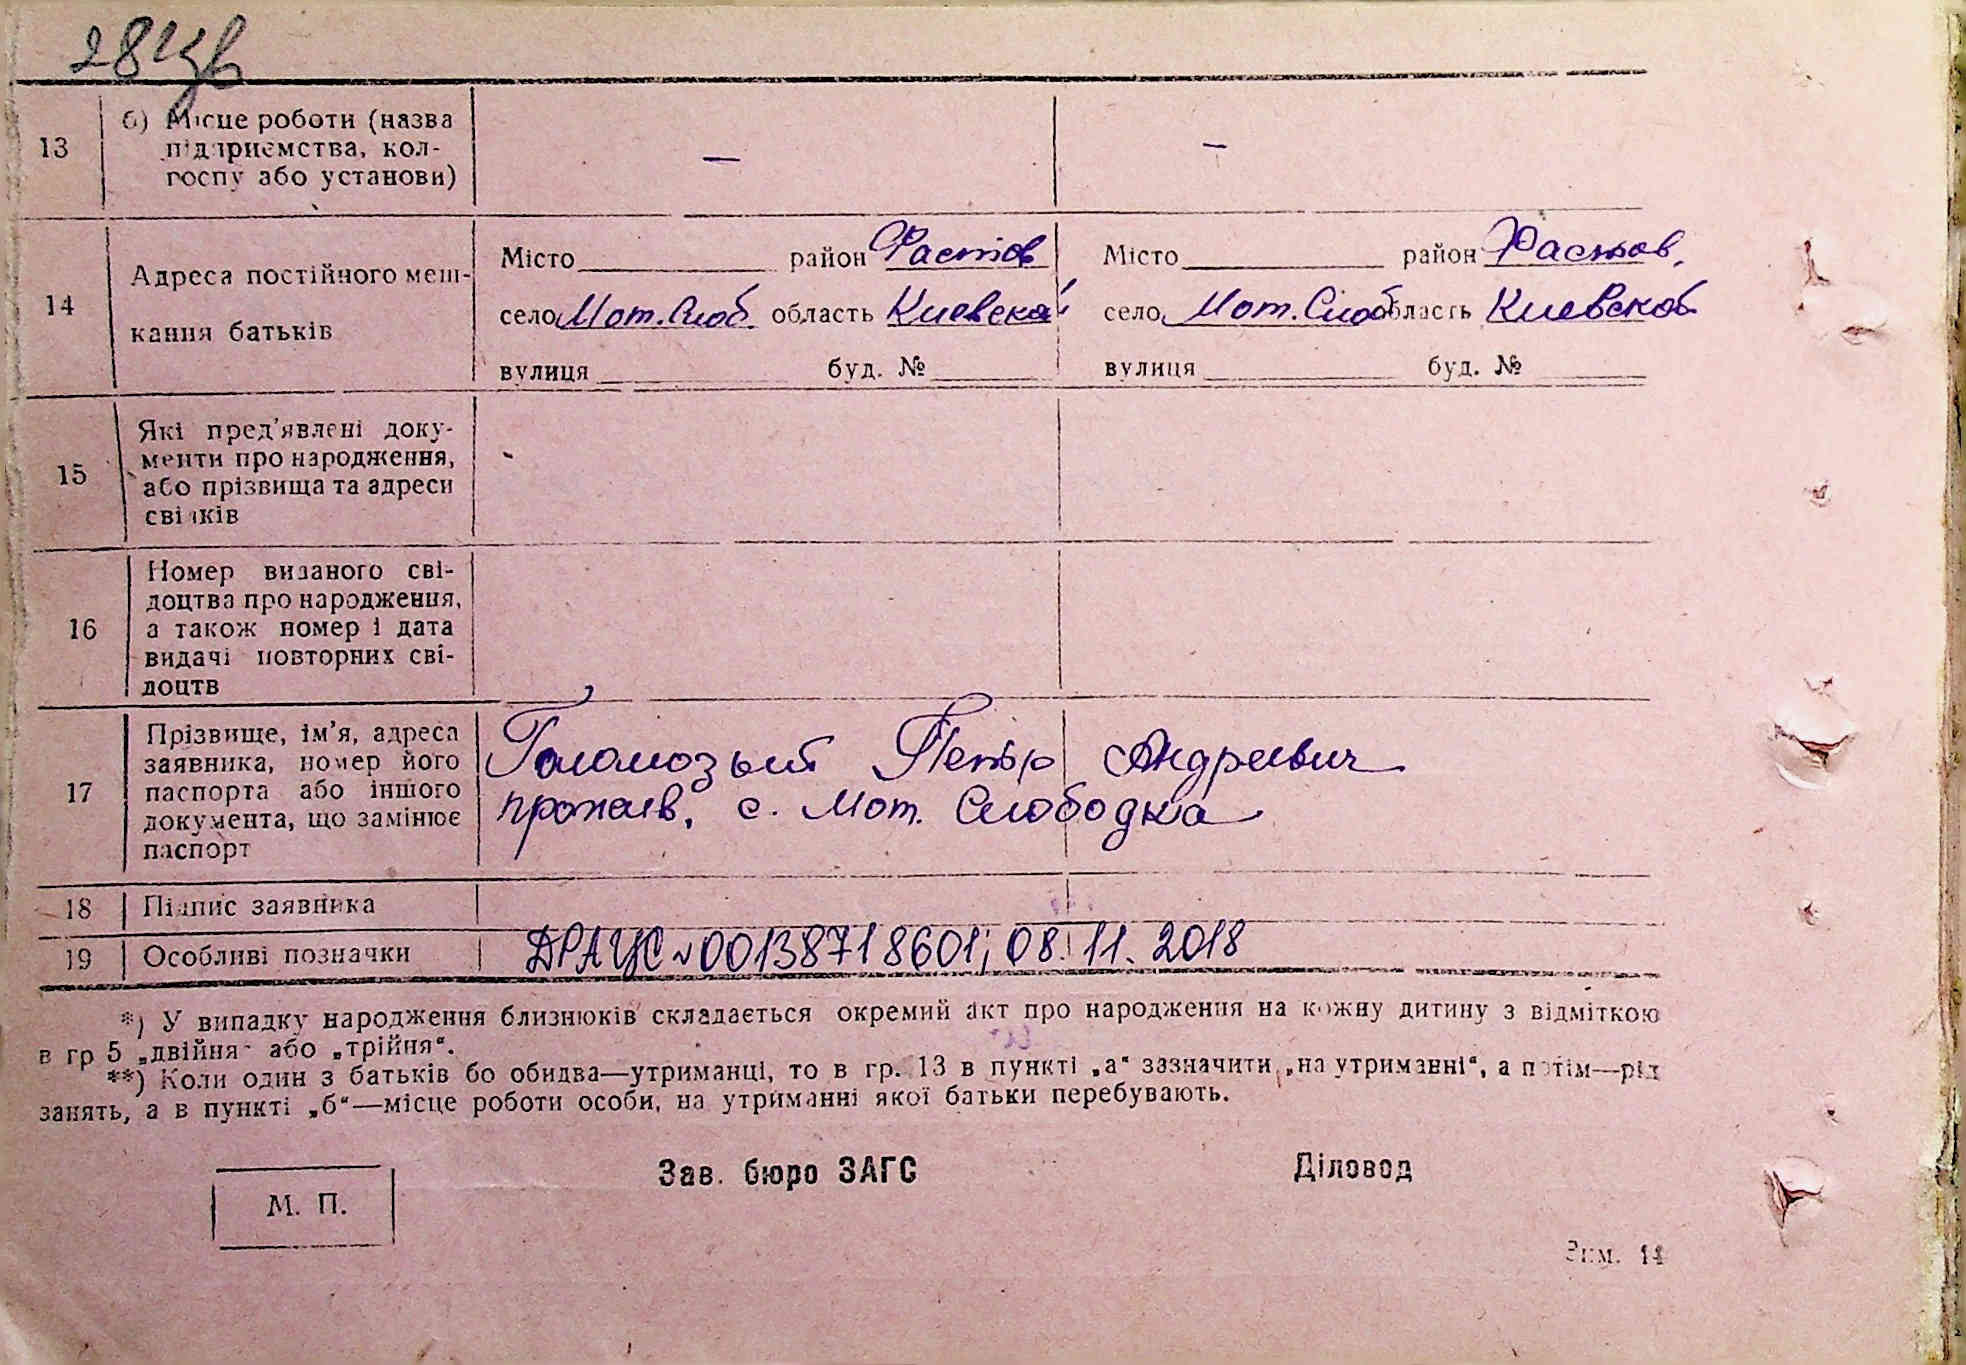 13
б) Місце роботи (назва
підприємства, кол-
госпу або установи)
—
—
14
Адреса постійного меш-
кання батьків
Місто район Фастов
село Мот. Слоб. область Киевской
вулиця буд. №
Місто район Фастов.
село Мот. Слоб область Киевской
вулиця буд. №
15
Які пред'явлені доку-
менти про народження,
або прізвища та адреси
свідків
-
16
Номер виданого сві-
доцтва про народження,
а також номер і дата
видачі повторних сві-
доцтв
17
Прізвище, ім'я, адреса
заявника, номер його
паспорта або іншого
документа, що замінює
паспорт
Голомозый Петр Андреевич
прожив. с. Мот. Слободка
18
Підпис заявника
19
Особливі позначки
ДРАЦС № 00138718601; 08.11.2018
*) У випадку народження близнюків складається окремий акт про народження на кожну дитину з відміткою
в гр 5 „двійня“ або „трійня“.
**) Коли один з батьків бо обидва—утриманці, то в гр. 13 в пункті „а“ зазначити „на утриманні“, а потім—рід
занять, а в пункті „б“—місце роботи особи, на утриманні якої батьки перебувають.
Зав. бюро ЗАГС
Діловод
М. П.
Зам. 14